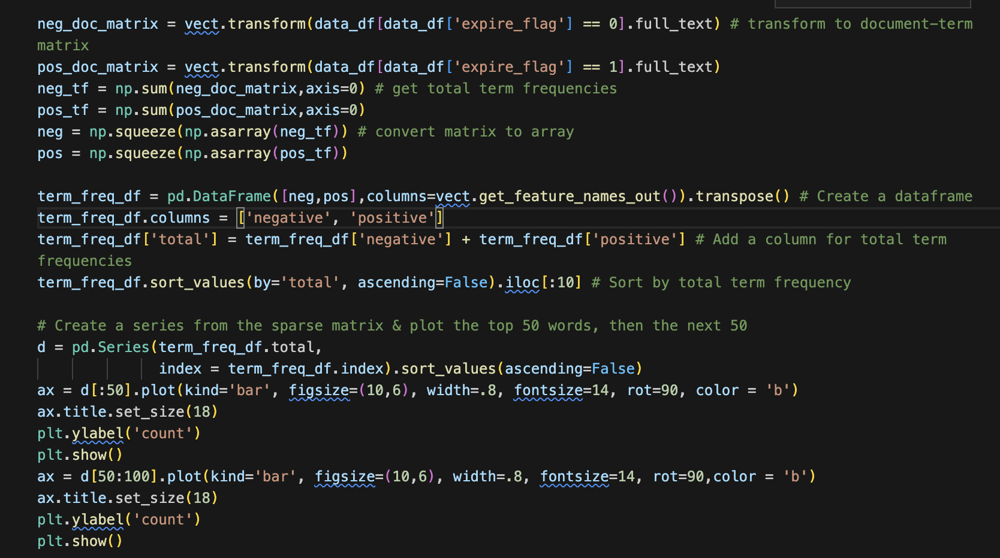 neg_doc_matrix = vect.transform(data_df[data_df['expire_flag'] == 0].full_text) # transform to document-term
matrix
pos_doc_matrix = vect.transform(data_df[data_df['expire_flag'] == 1].full_text)
neg_tf = np.sum(neg_doc_matrix,axis=0) # get total term frequencies
pos_tf = np.sum(pos_doc_matrix,axis=0)
neg = np.squeeze(np.asarray(neg_tf)) # convert matrix to array
pos = np.squeeze(np.asarray(pos_tf))

term_freq_df = pd.DataFrame([neg,pos],columns=vect.get_feature_names_out()).transpose() # Create a dataframe
term_freq_df.columns = ['negative', 'positive']
term_freq_df['total'] = term_freq_df['negative'] + term_freq_df['positive'] # Add a column for total term
frequencies
term_freq_df.sort_values(by='total', ascending=False).iloc[:10] # Sort by total term frequency

# Create a series from the sparse matrix & plot the top 50 words, then the next 50
d = pd.Series(term_freq_df.total,
              index = term_freq_df.index).sort_values(ascending=False)
ax = d[:50].plot(kind='bar', figsize=(10,6), width=.8, fontsize=14, rot=90, color = 'b')
ax.title.set_size(18)
plt.ylabel('count')
plt.show()
ax = d[50:100].plot(kind='bar', figsize=(10,6), width=.8, fontsize=14, rot=90,color = 'b')
ax.title.set_size(18)
plt.ylabel('count')
plt.show()